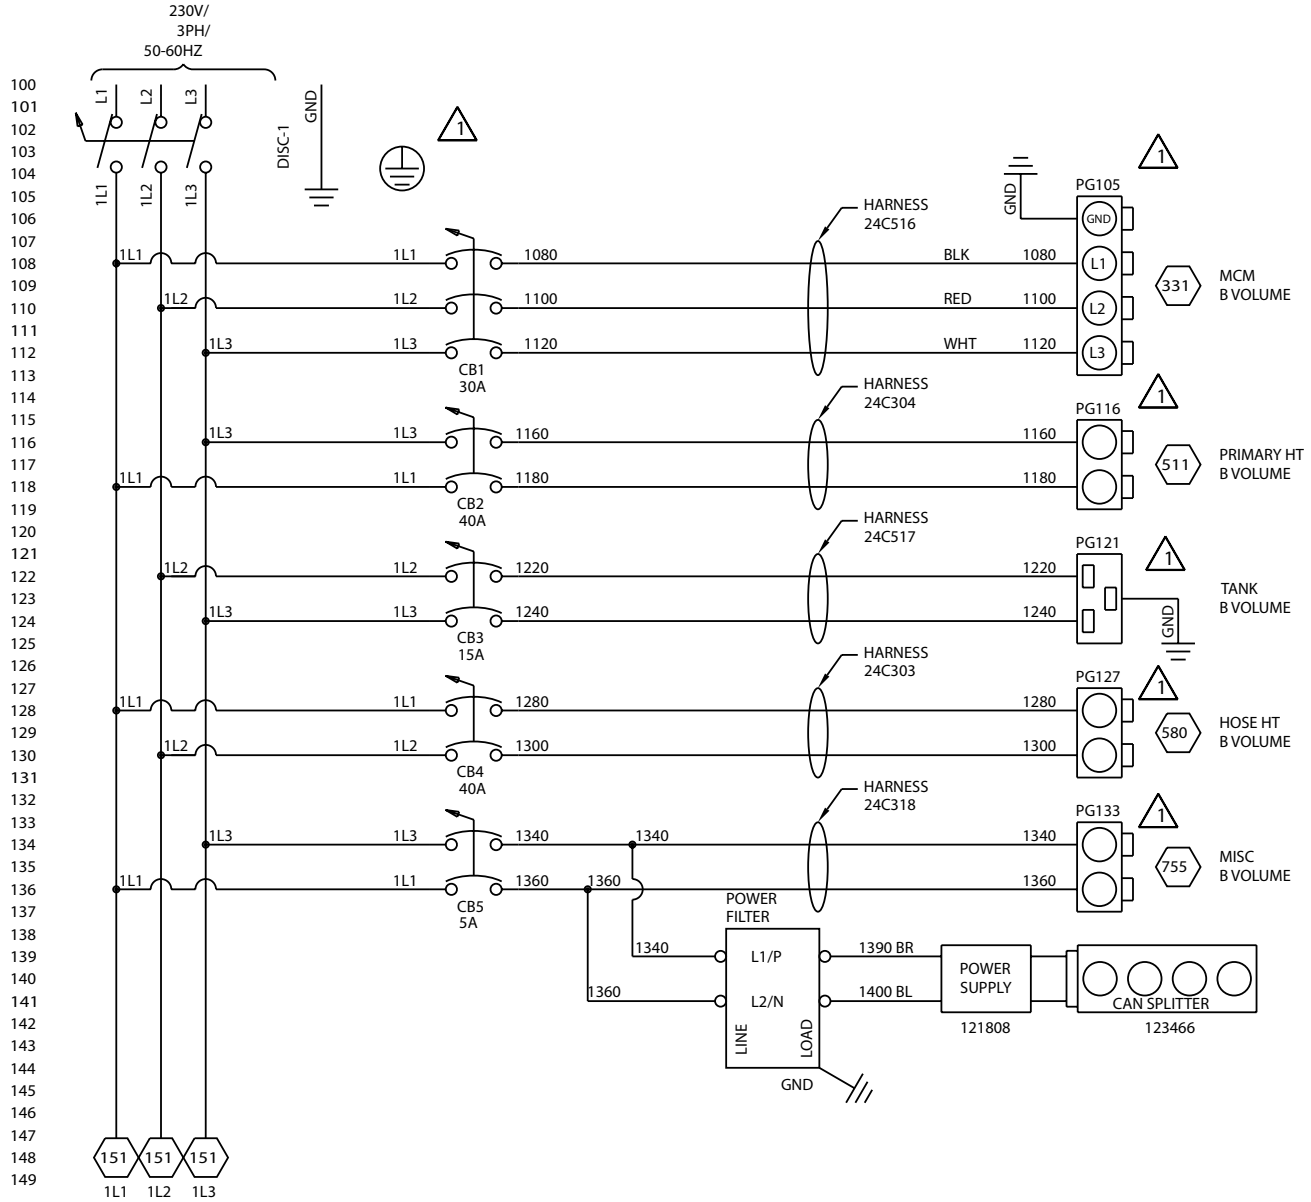 230V/
3PH/
50-60HZ
100
101
102
103
104
105
106
107
108
109
110
111
112
113
114
115
116
117
118
119
120
121
122
123
124
125
126
127
128
129
130
131
132
133
134
135
136
137
138
139
140
141
142
143
144
145
146
147
148
149
L1
L2
L3
DISC-1
GND
1
1L1
1L2
1L3
GND
PG105
1
GND
HARNESS
24C516
1L1 1L1 1080 BLK 1080 L1
1L2 1L2 1100 RED 1100 L2
1L3 1L3 1120 WHT 1120 L3
331
MCM
B VOLUME
CB1
30A
HARNESS
24C304
PG116
1
1L3 1L3 1160 1160
1L1 1L1 1180 1180
511
PRIMARY HT
B VOLUME
CB2
40A
HARNESS
24C517
PG121
1
1L2 1L2 1220 1220
1L3 1L3 1240 1240
GND
TANK
B VOLUME
CB3
15A
HARNESS
24C303
PG127
1
1L1 1L1 1280 1280
1L2 1L2 1300 1300
580
HOSE HT
B VOLUME
CB4
40A
HARNESS
24C318
PG133
1
1L3 1L3 1340 1340 1340
1L1 1L1 1360 1360 1360
755
MISC
B VOLUME
CB5
5A
POWER
FILTER
1340 L1/P 1390 BR
1360 L2/N 1400 BL
LINE
LOAD
GND
POWER
SUPPLY
121808
CAN SPLITTER
123466
151 151 151
1L1 1L2 1L3